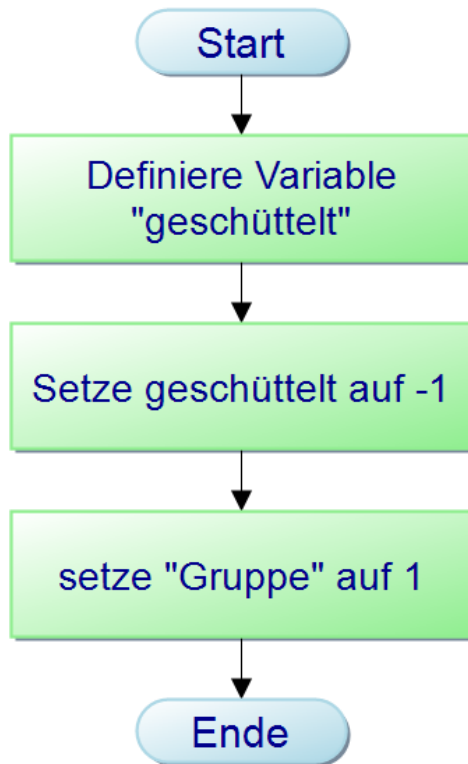 Start
Definiere Variable
"geschüttelt"
Setze geschüttelt auf -1
setze "Gruppe" auf 1
Ende